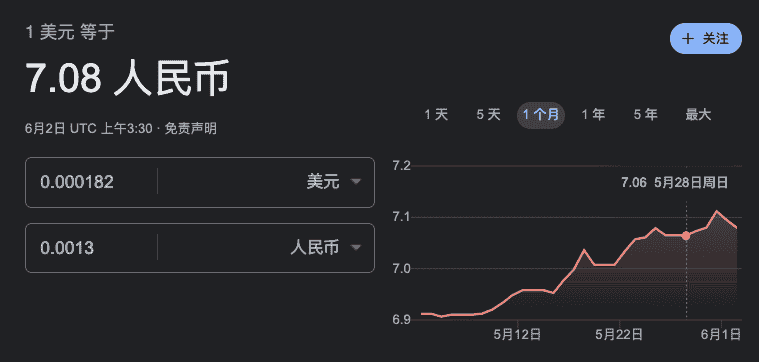 1 美元 等于
+ 关注
7.08 人民币
6月2日 UTC 上午3:30 · 免责声明
1 天 5 天 1 个月 1 年 5 年 最大
0.000182 美元
0.0013 人民币
7.06 5月28日周日
7.2
7.1
7.0
6.9
5月12日 5月22日 6月1日